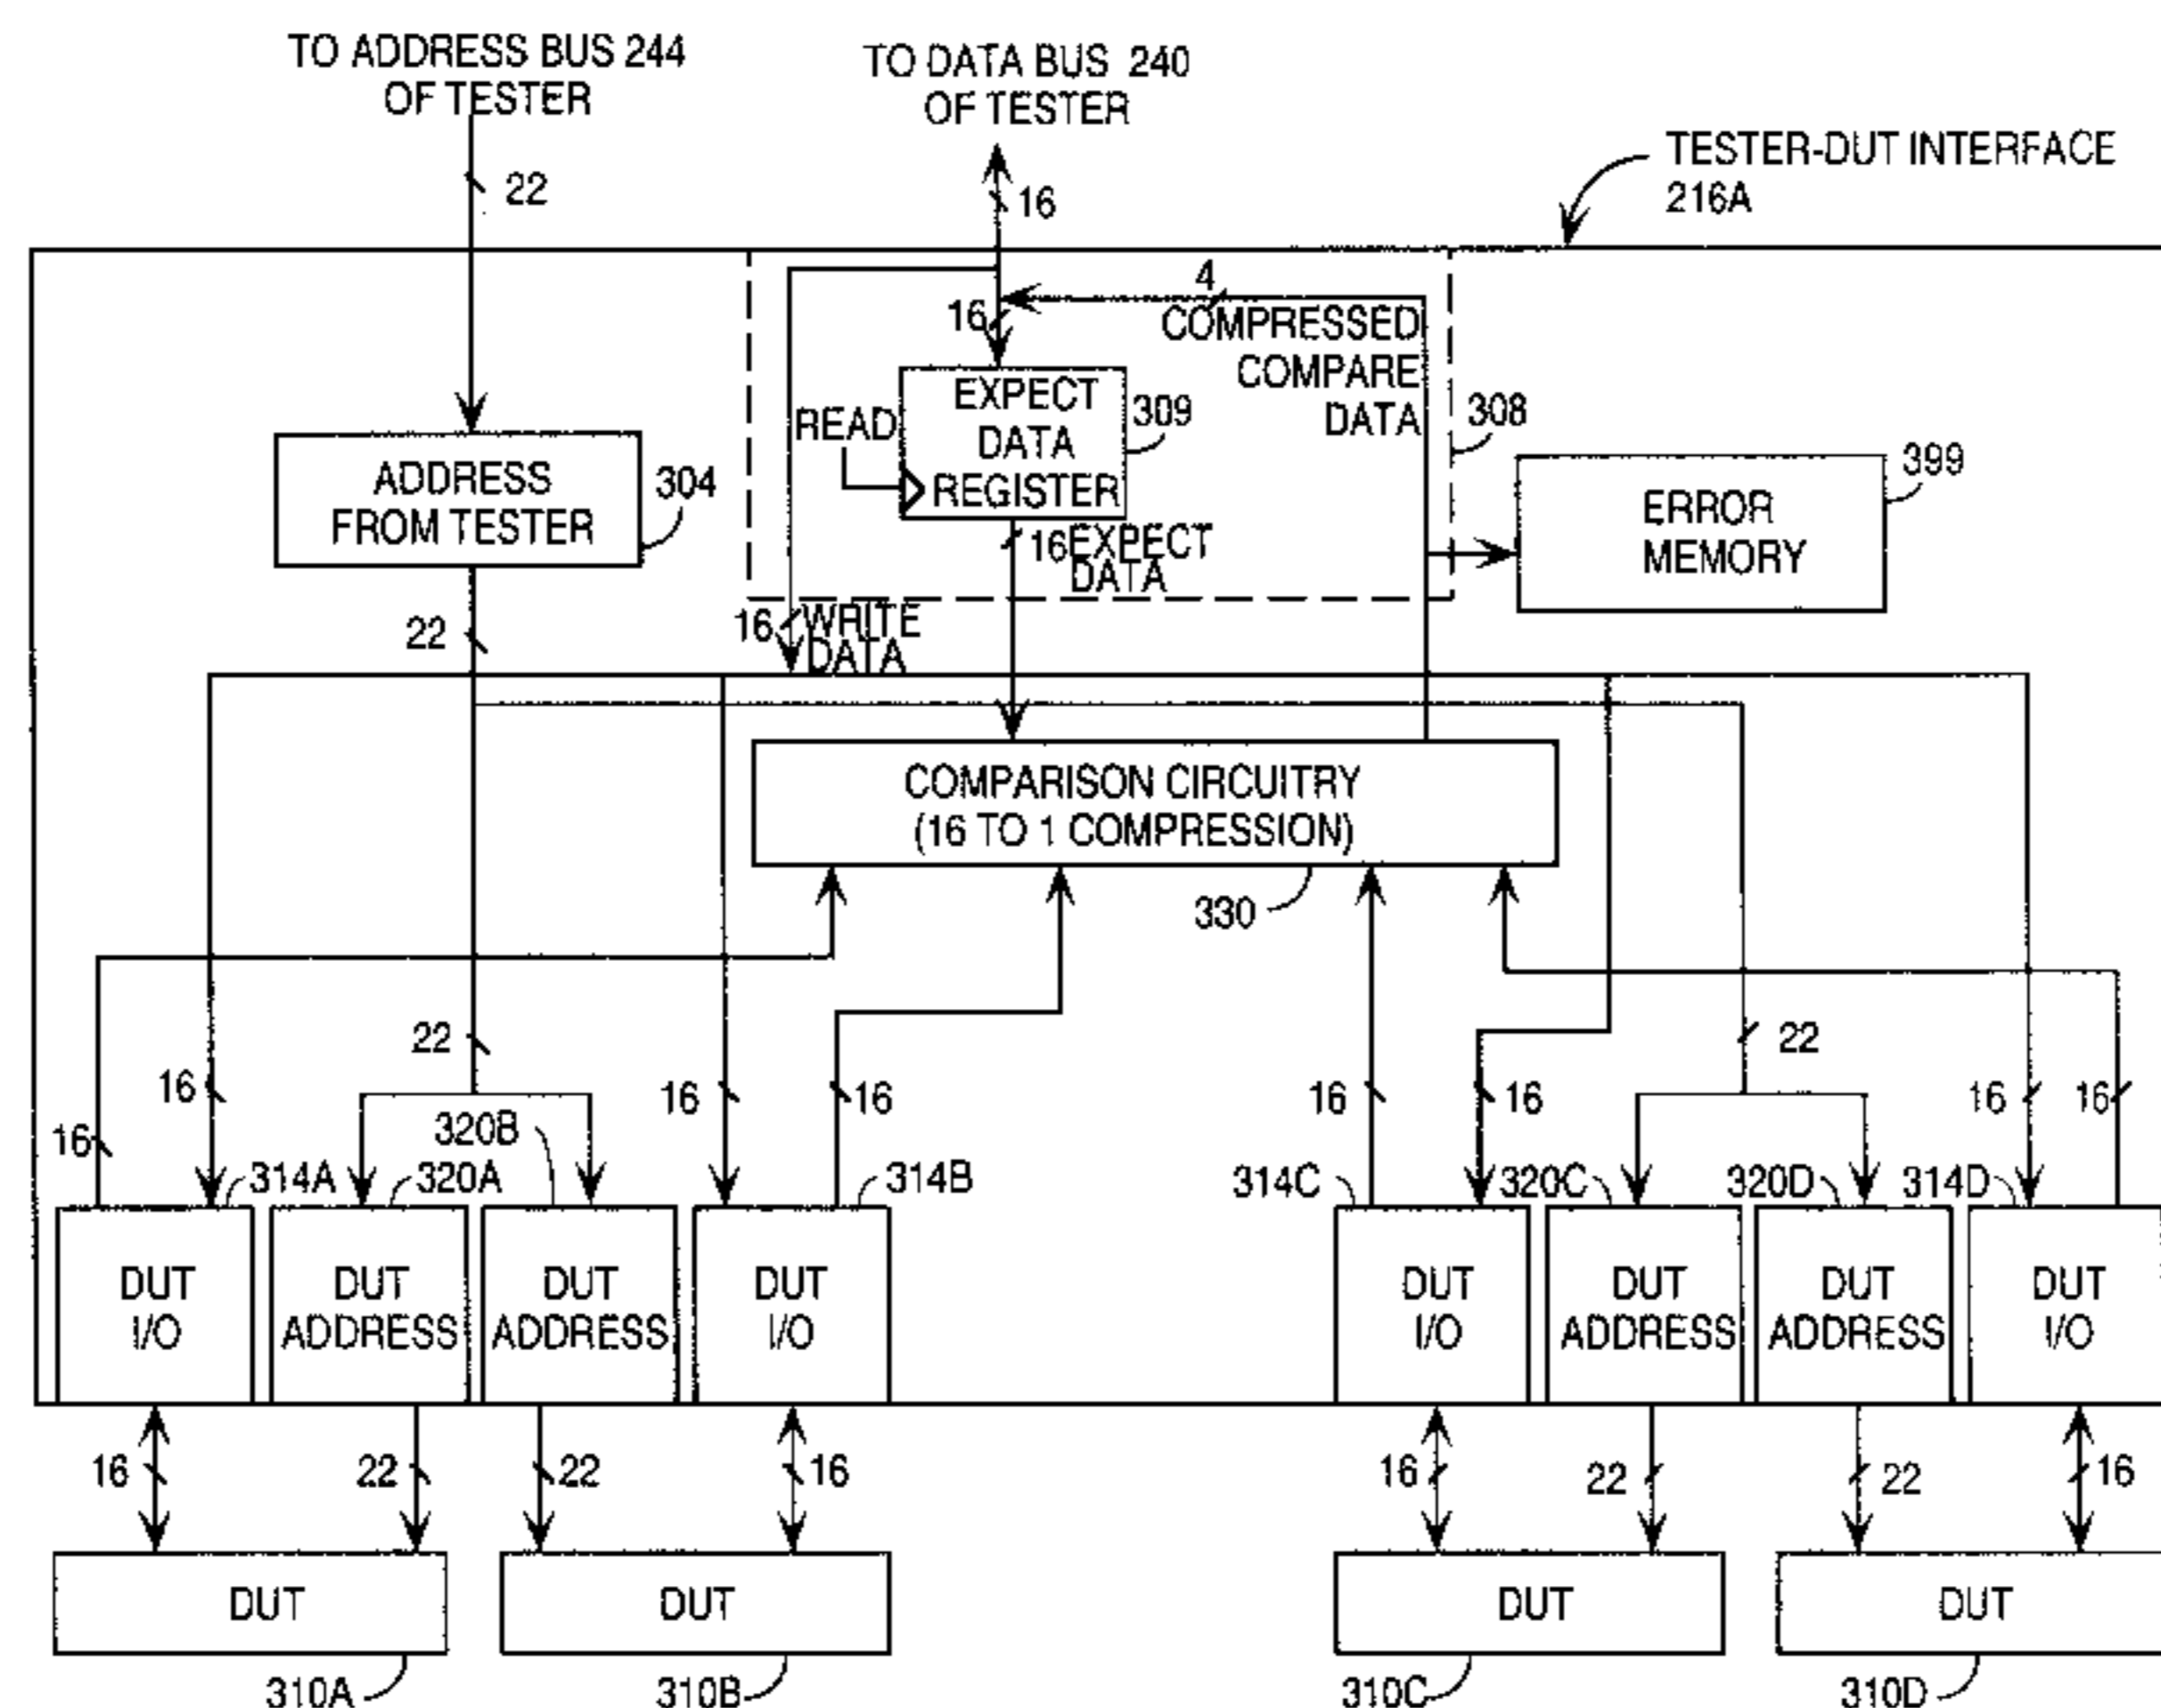 TO ADDRESS BUS 244
OF TESTER
TO DATA BUS 240
OF TESTER
TESTER-DUT INTERFACE
216A
22
16
4
16
COMPRESSED
COMPARE
DATA
EXPECT
DATA
REGISTER
309
READ
308
399
ADDRESS
FROM TESTER
304
ERROR
MEMORY
16 EXPECT
DATA
22
16 WRITE
DATA
COMPARISON CIRCUITRY
(16 TO 1 COMPRESSION)
330
22
22
16
16
16
16
16
16
16
16
320B
314A
320A
314B
314C
320C
320D
314D
DUT
I/O
DUT
ADDRESS
DUT
ADDRESS
DUT
I/O
DUT
I/O
DUT
ADDRESS
DUT
ADDRESS
DUT
I/O
16
22
22
16
16
22
22
16
DUT
DUT
DUT
DUT
310A
310B
310C
310D